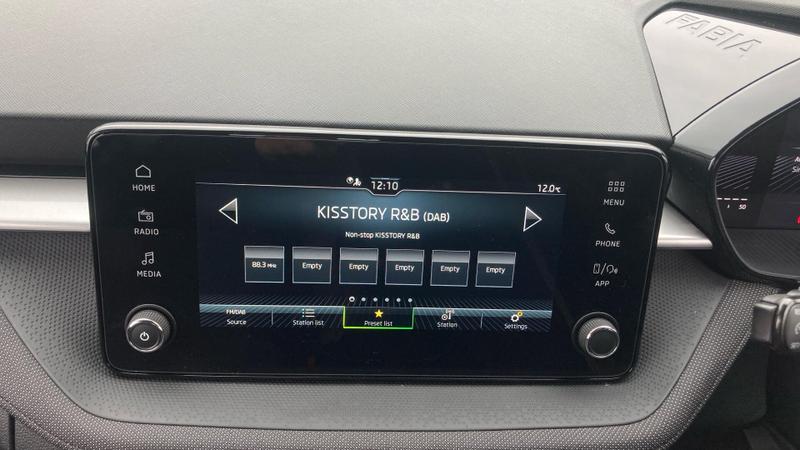 FABIA
HOME
RADIO
MEDIA
12:10
12.0°C
KISSTORY R&B (DAB)
Non-stop KISSTORY R&B
88.3 MHz Empty Empty Empty Empty Empty
FM/DAB
Source
Station list
Preset list
Station
Settings
MENU
PHONE
APP
50